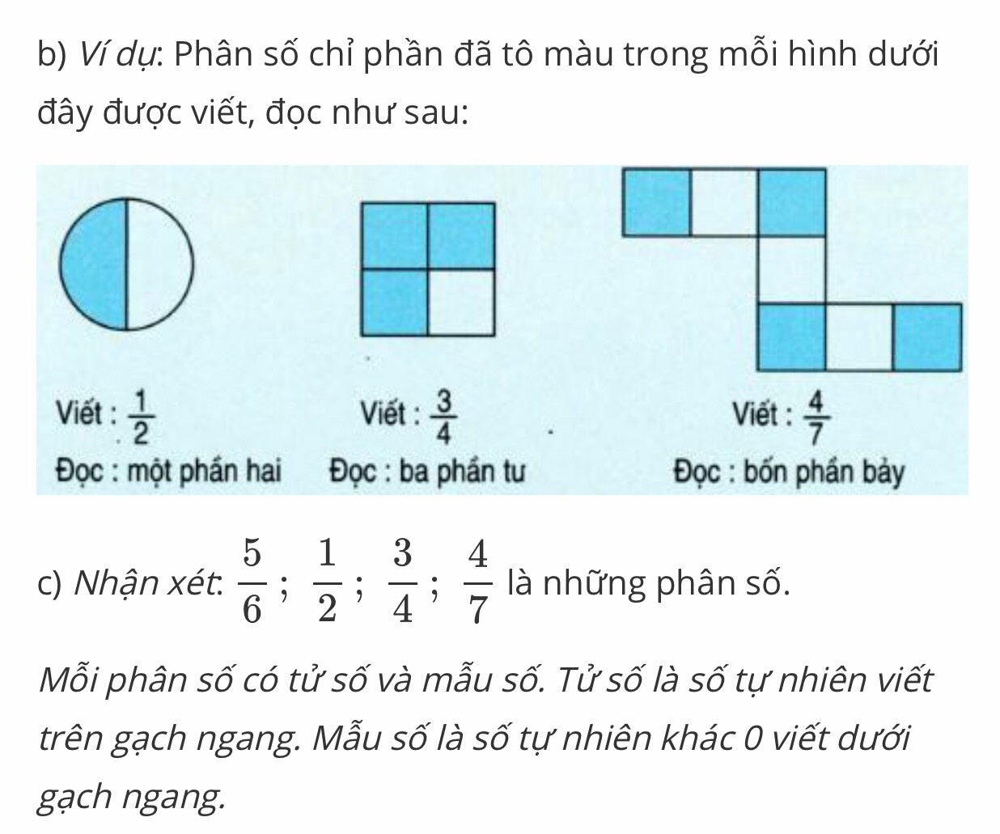 b) Ví dụ: Phân số chỉ phần đã tô màu trong mỗi hình dưới
đây được viết, đọc như sau:
Viết : 1/2
Đọc : một phần hai
Viết : 3/4
Đọc : ba phần tư
Viết : 4/7
Đọc : bốn phần bảy
c) Nhận xét: 5/6 ; 1/2 ; 3/4 ; 4/7 là những phân số.
Mỗi phân số có tử số và mẫu số. Tử số là số tự nhiên viết
trên gạch ngang. Mẫu số là số tự nhiên khác 0 viết dưới
gạch ngang.